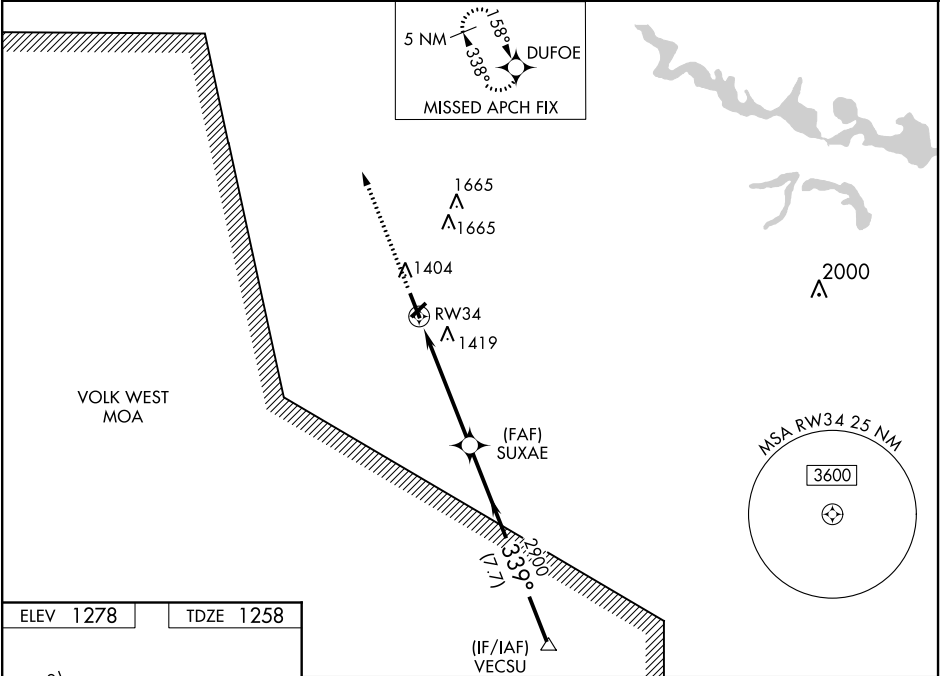 158°
5 NM
DUFOE
338°
MISSED APCH FIX
1665
1665
1404
2000
RW34
1419
VOLK WEST
MOA
(FAF)
SUXAE
MSA RW34 25 NM
3600
2900
339°
(7.7)
ELEV 1278
TDZE 1258
(IF/IAF)
VECSU